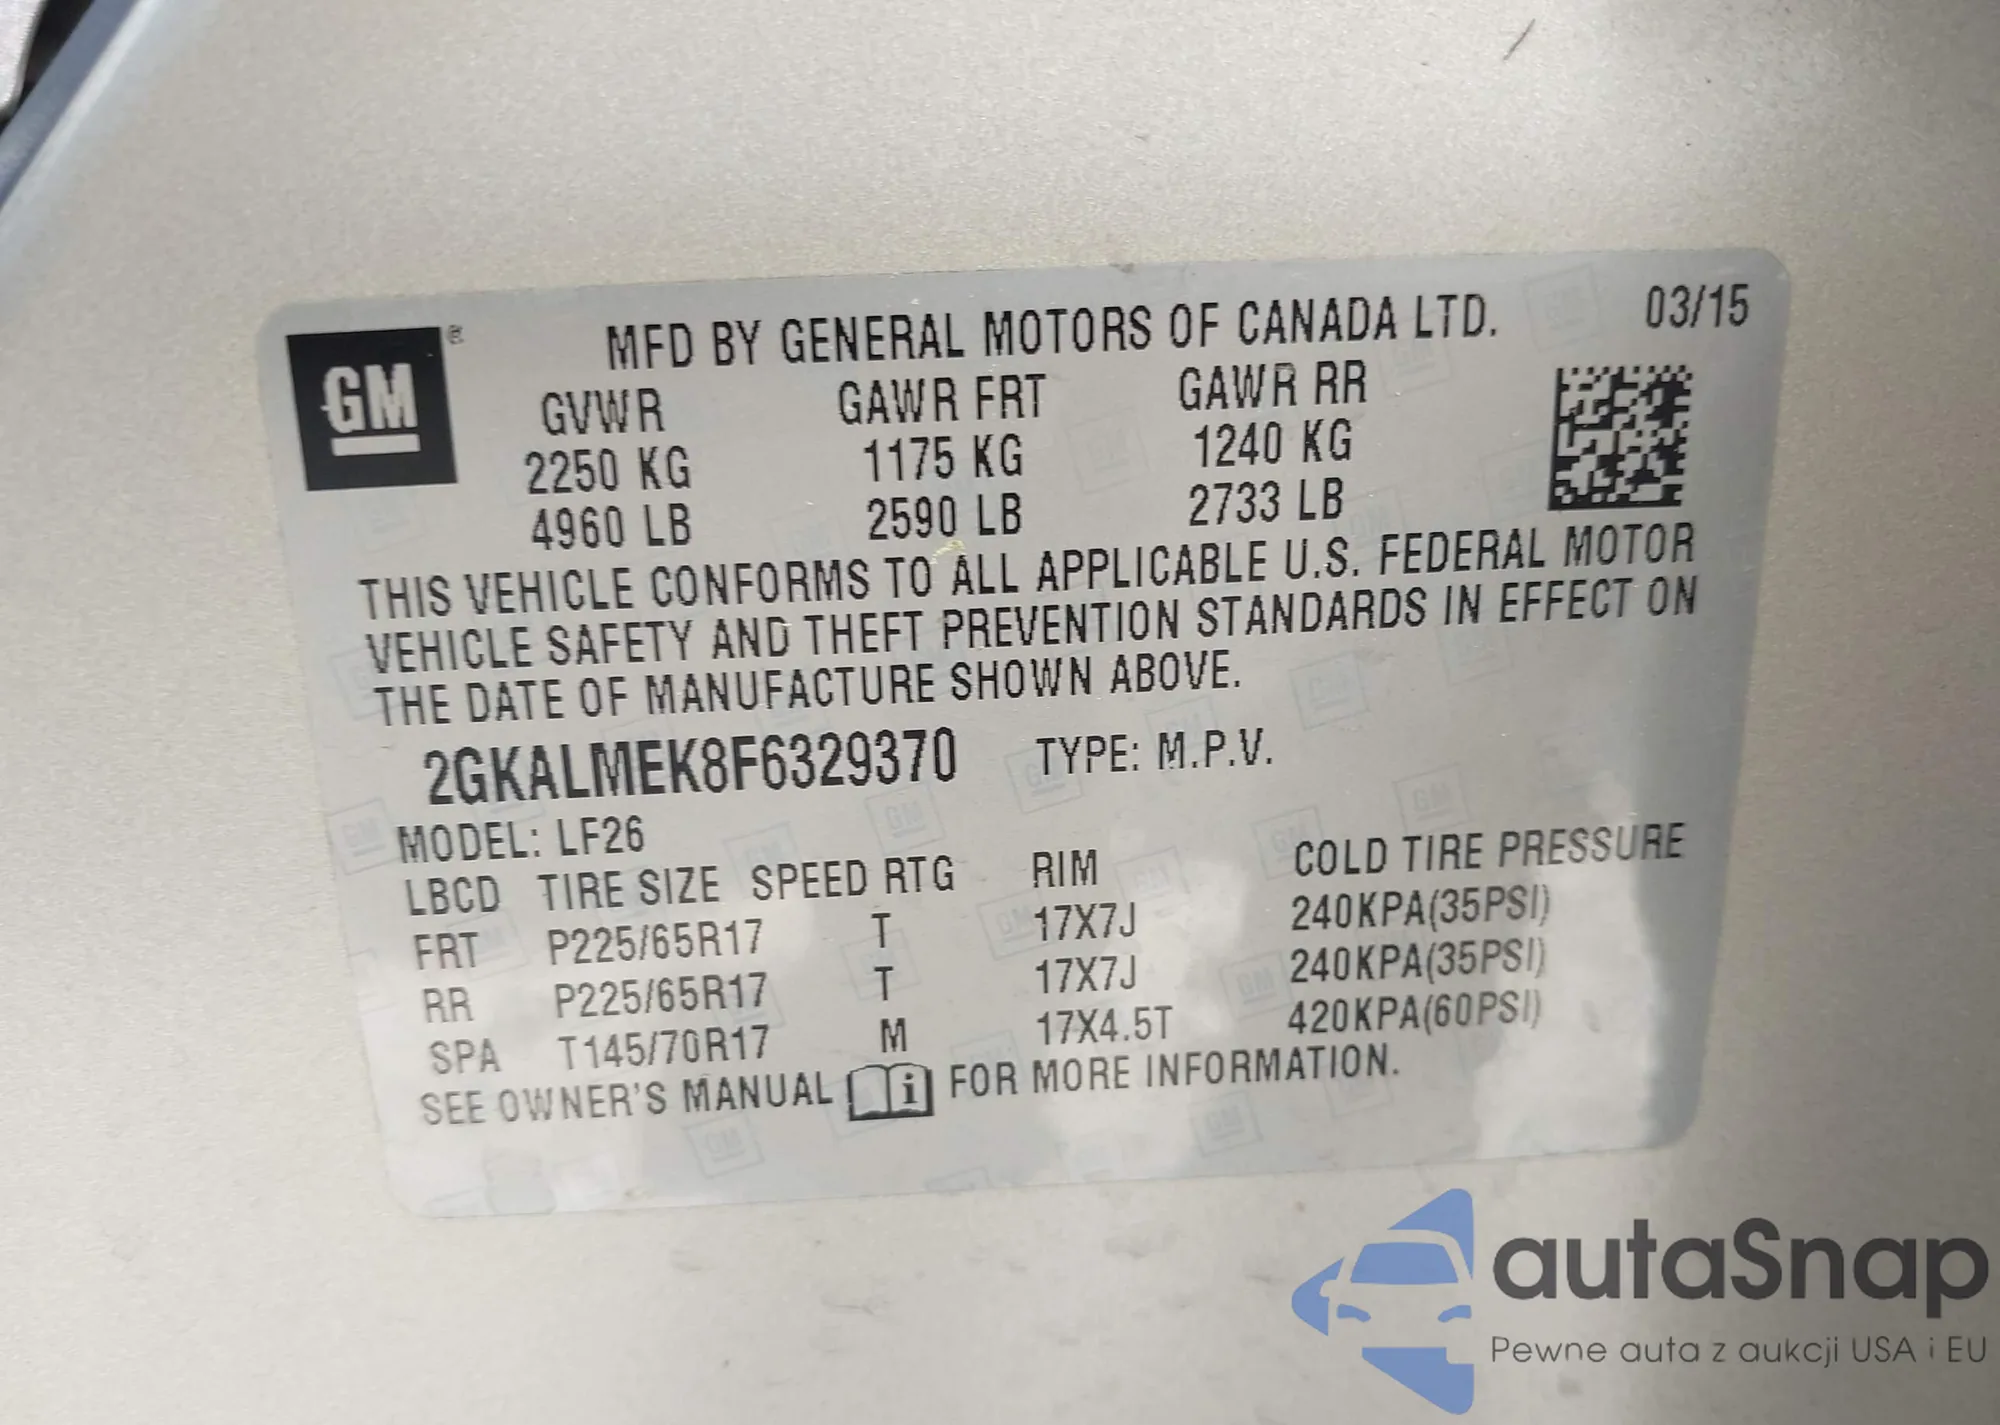 GM ®
MFD BY GENERAL MOTORS OF CANADA LTD. 03/15
GVWR GAWR FRT GAWR RR
2250 KG 1175 KG 1240 KG
4960 LB 2590 LB 2733 LB
THIS VEHICLE CONFORMS TO ALL APPLICABLE U.S. FEDERAL MOTOR
VEHICLE SAFETY AND THEFT PREVENTION STANDARDS IN EFFECT ON
THE DATE OF MANUFACTURE SHOWN ABOVE.
2GKALMEK8F6329370 TYPE: M.P.V.
MODEL: LF26
LBCD TIRE SIZE SPEED RTG RIM COLD TIRE PRESSURE
FRT P225/65R17 T 17X7J 240KPA(35PSI)
RR P225/65R17 T 17X7J 240KPA(35PSI)
SPA T145/70R17 M 17X4.5T 420KPA(60PSI)
SEE OWNER'S MANUAL i FOR MORE INFORMATION.
autaSnap
Pewne auta z aukcji USA i EU